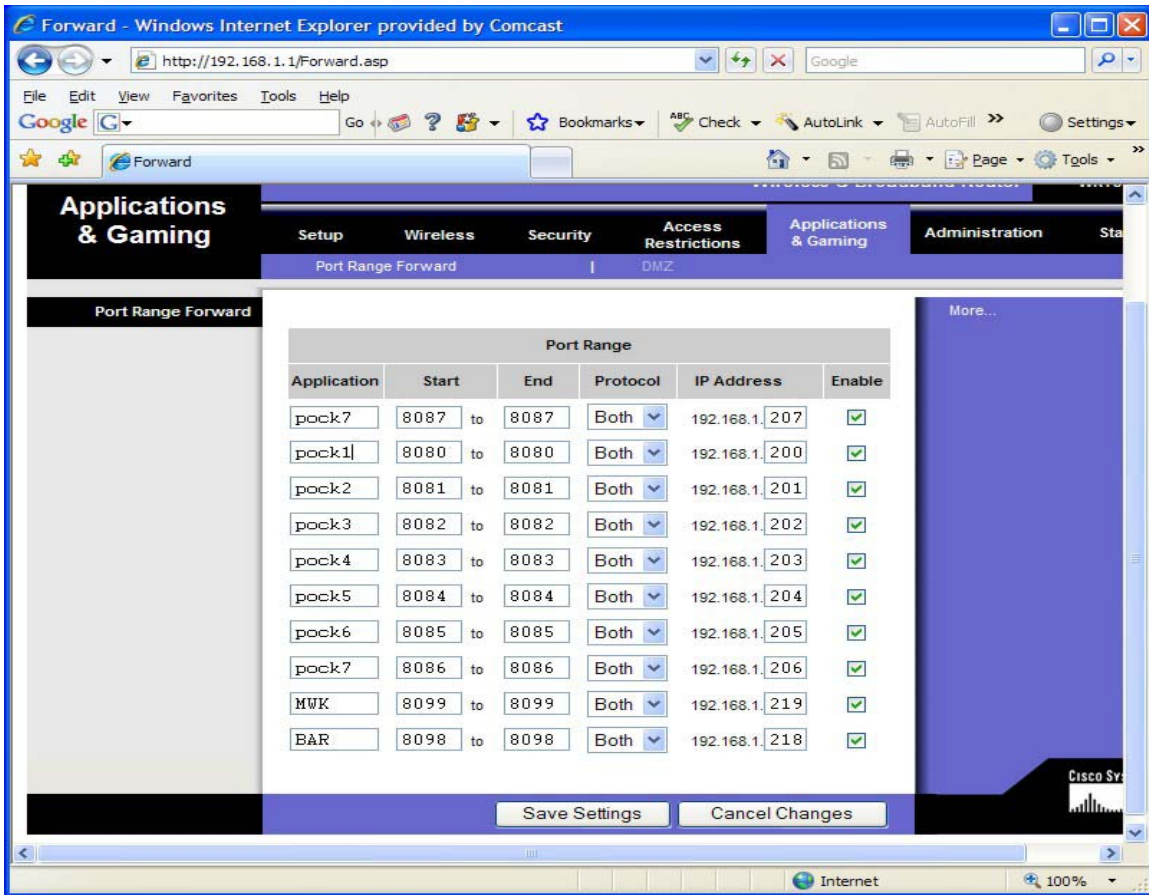 Forward - Windows Internet Explorer provided by Comcast
http://192.168.1.1/Forward.asp
Google
File Edit View Favorites Tools Help
Google G Go ? Bookmarks ABC Check AutoLink AutoFill >> Settings
Forward Page Tools >>
Applications & Gaming
Setup Wireless Security Access Restrictions Applications & Gaming Administration Sta
Port Range Forward | DMZ
Port Range Forward
More...
Port Range
Application Start End Protocol IP Address Enable
pock7 8087 to 8087 Both 192.168.1. 207
pock1 8080 to 8080 Both 192.168.1. 200
pock2 8081 to 8081 Both 192.168.1. 201
pock3 8082 to 8082 Both 192.168.1. 202
pock4 8083 to 8083 Both 192.168.1. 203
pock5 8084 to 8084 Both 192.168.1. 204
pock6 8085 to 8085 Both 192.168.1. 205
pock7 8086 to 8086 Both 192.168.1. 206
MWK 8099 to 8099 Both 192.168.1. 219
BAR 8098 to 8098 Both 192.168.1. 218
Cisco Sy
Save Settings Cancel Changes
Internet 100%